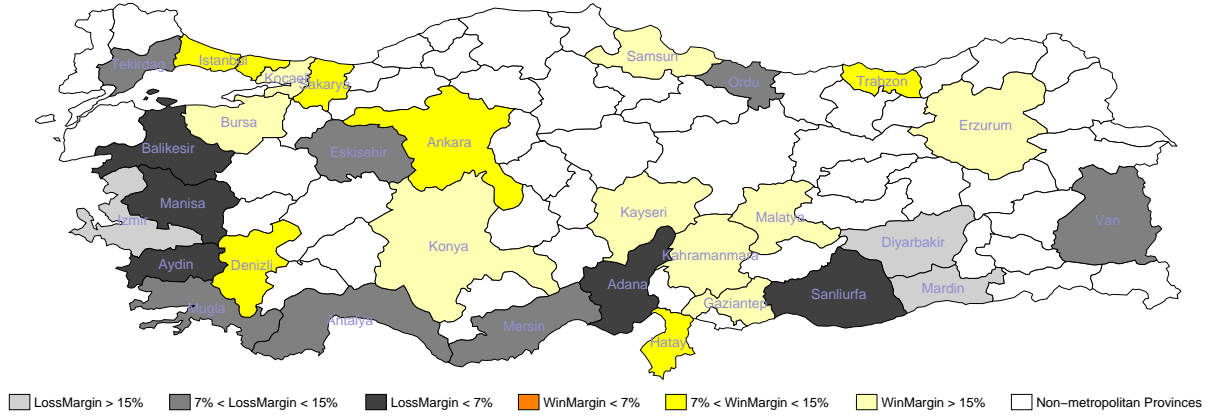 Samsun
Istanbul
Tekirdag
Kocaeli
Sakarya
Ordu
Trabzon
Bursa
Erzurum
Balikesir
Ankara
Eskisehir
Manisa
Kayseri
Malatya
Izmir
Van
Konya
Diyarbakir
Kahramanmara
Aydin
Denizli
Adana
Sanliurfa
Mardin
Mugla
Gaziantep
Antalya
Mersin
Hatay
LossMargin > 15% 7% < LossMargin < 15% LossMargin < 7% WinMargin < 7% 7% < WinMargin < 15% WinMargin > 15% Non−metropolitan Provinces